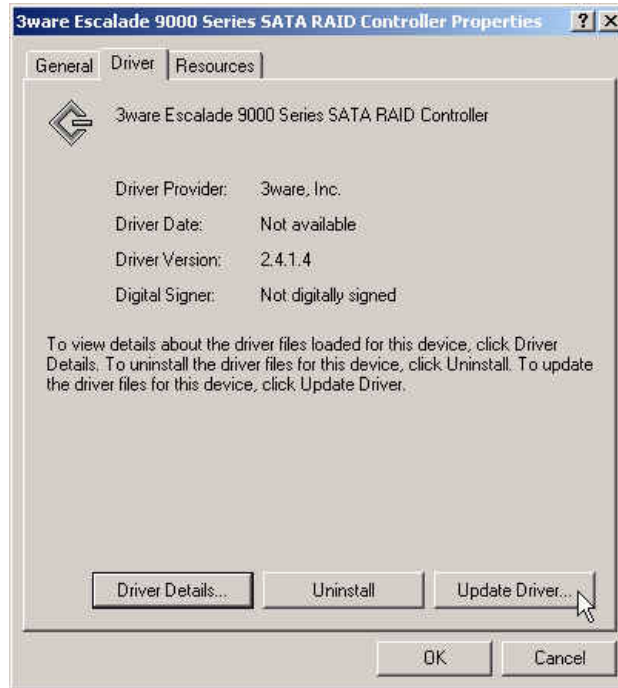 3ware Escalade 9000 Series SATA RAID Controller Properties
General Driver Resources
3ware Escalade 9000 Series SATA RAID Controller
Driver Provider: 3ware, Inc.
Driver Date: Not available
Driver Version: 2.4.1.4
Digital Signer: Not digitally signed
To view details about the driver files loaded for this device, click Driver
Details. To uninstall the driver files for this device, click Uninstall. To update
the driver files for this device, click Update Driver.
Driver Details... Uninstall Update Driver...
OK Cancel